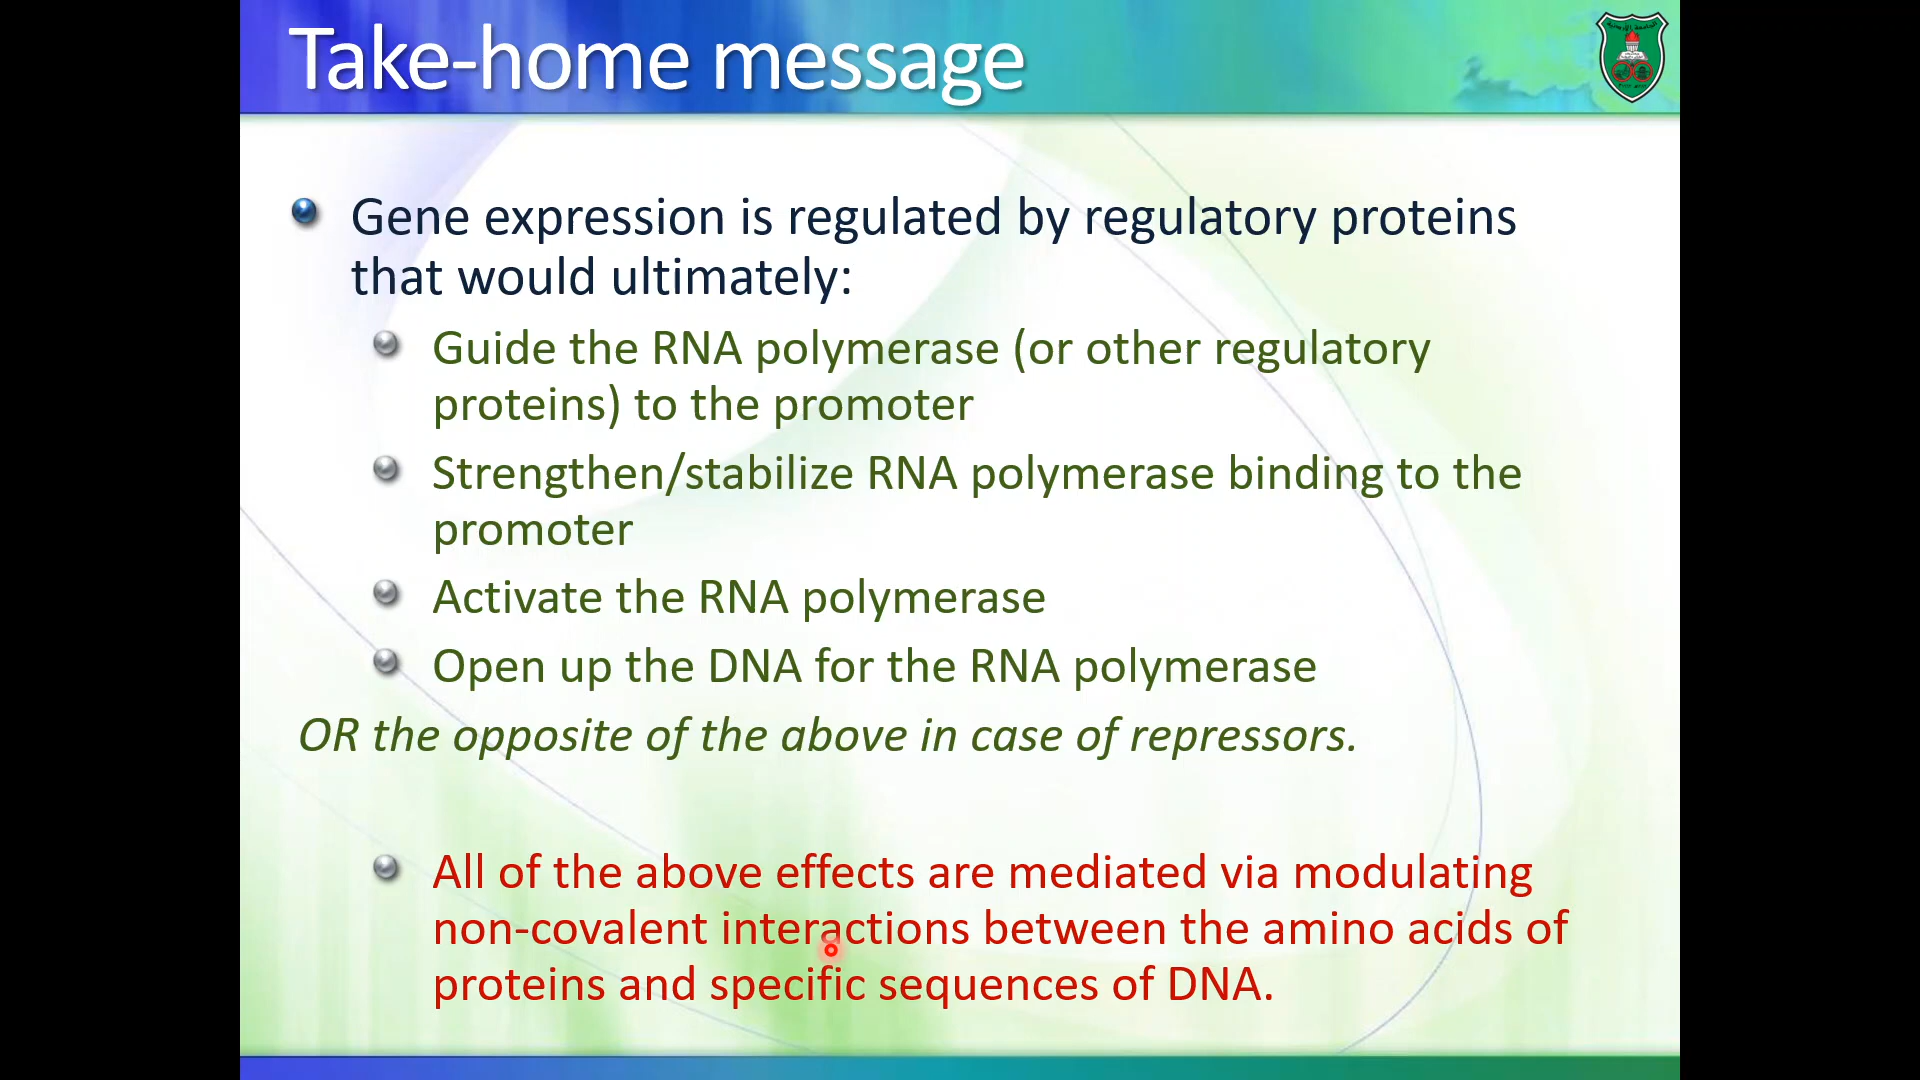 Take-home message
Gene expression is regulated by regulatory proteins
that would ultimately:
Guide the RNA polymerase (or other regulatory
proteins) to the promoter
Strengthen/stabilize RNA polymerase binding to the
promoter
Activate the RNA polymerase
Open up the DNA for the RNA polymerase
OR the opposite of the above in case of repressors.
All of the above effects are mediated via modulating
non-covalent interactions between the amino acids of
proteins and specific sequences of DNA.